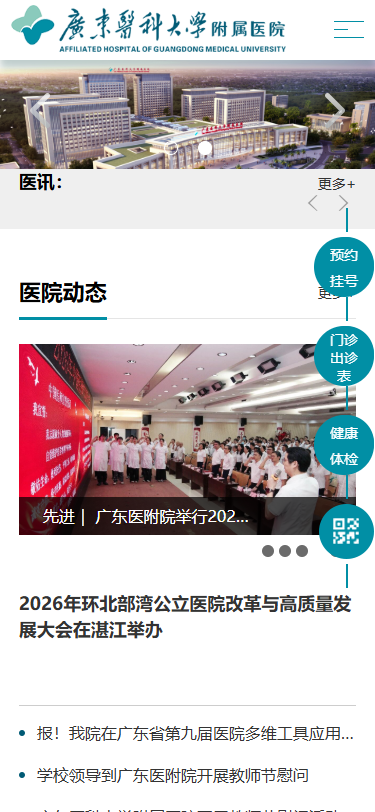 廣東醫科大學附属医院
AFFILIATED HOSPITAL OF GUANGDONG MEDICAL UNIVERSITY
医讯：
更多+
预约
挂号
医院动态
门诊
出诊
表
健康
体检
先进｜ 广东医附院举行202...
2026年环北部湾公立医院改革与高质量发
展大会在湛江举办
报！我院在广东省第九届医院多维工具应用...
学校领导到广东医附院开展教师节慰问